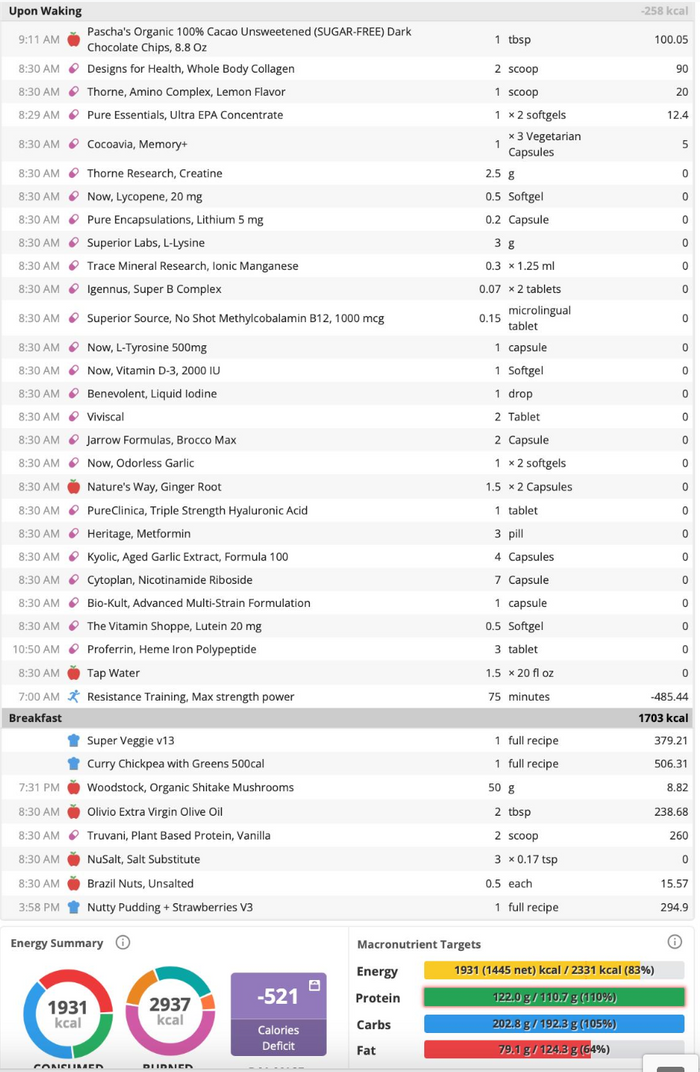 Upon Waking -258 kcal
9:11 AM Pascha's Organic 100% Cacao Unsweetened (SUGAR-FREE) Dark
Chocolate Chips, 8.8 Oz 1 tbsp 100.05
8:30 AM Designs for Health, Whole Body Collagen 2 scoop 90
8:30 AM Thorne, Amino Complex, Lemon Flavor 1 scoop 20
8:29 AM Pure Essentials, Ultra EPA Concentrate 1 × 2 softgels 12.4
8:30 AM Cocoavia, Memory+ 1 × 3 Vegetarian
Capsules 5
8:30 AM Thorne Research, Creatine 2.5 g 0
8:30 AM Now, Lycopene, 20 mg 0.5 Softgel 0
8:30 AM Pure Encapsulations, Lithium 5 mg 0.2 Capsule 0
8:30 AM Superior Labs, L-Lysine 3 g 0
8:30 AM Trace Mineral Research, Ionic Manganese 0.3 × 1.25 ml 0
8:30 AM Igennus, Super B Complex 0.07 × 2 tablets 0
8:30 AM Superior Source, No Shot Methylcobalamin B12, 1000 mcg 0.15 microlingual
tablet 0
8:30 AM Now, L-Tyrosine 500mg 1 capsule 0
8:30 AM Now, Vitamin D-3, 2000 IU 1 Softgel 0
8:30 AM Benevolent, Liquid Iodine 1 drop 0
8:30 AM Viviscal 2 Tablet 0
8:30 AM Jarrow Formulas, Brocco Max 2 Capsule 0
8:30 AM Now, Odorless Garlic 1 × 2 softgels 0
8:30 AM Nature's Way, Ginger Root 1.5 × 2 Capsules 0
8:30 AM PureClinica, Triple Strength Hyaluronic Acid 1 tablet 0
8:30 AM Heritage, Metformin 3 pill 0
8:30 AM Kyolic, Aged Garlic Extract, Formula 100 4 Capsules 0
8:30 AM Cytoplan, Nicotinamide Riboside 7 Capsule 0
8:30 AM Bio-Kult, Advanced Multi-Strain Formulation 1 capsule 0
8:30 AM The Vitamin Shoppe, Lutein 20 mg 0.5 Softgel 0
10:50 AM Proferrin, Heme Iron Polypeptide 3 tablet 0
8:30 AM Tap Water 1.5 × 20 fl oz 0
7:00 AM Resistance Training, Max strength power 75 minutes -485.44
Breakfast 1703 kcal
Super Veggie v13 1 full recipe 379.21
Curry Chickpea with Greens 500cal 1 full recipe 506.31
7:31 PM Woodstock, Organic Shitake Mushrooms 50 g 8.82
8:30 AM Olivio Extra Virgin Olive Oil 2 tbsp 238.68
8:30 AM Truvani, Plant Based Protein, Vanilla 2 scoop 260
8:30 AM NuSalt, Salt Substitute 3 × 0.17 tsp 0
8:30 AM Brazil Nuts, Unsalted 0.5 each 15.57
3:58 PM Nutty Pudding + Strawberries V3 1 full recipe 294.9
Energy Summary
1931
kcal
CONSUMED
2937
kcal
BURNED
-521
Calories
Deficit
Macronutrient Targets
Energy 1931 (1445 net) kcal / 2331 kcal (83%)
Protein 122.0 g / 110.7 g (110%)
Carbs 202.8 g / 192.3 g (105%)
Fat 79.1 g / 124.3 g (64%)